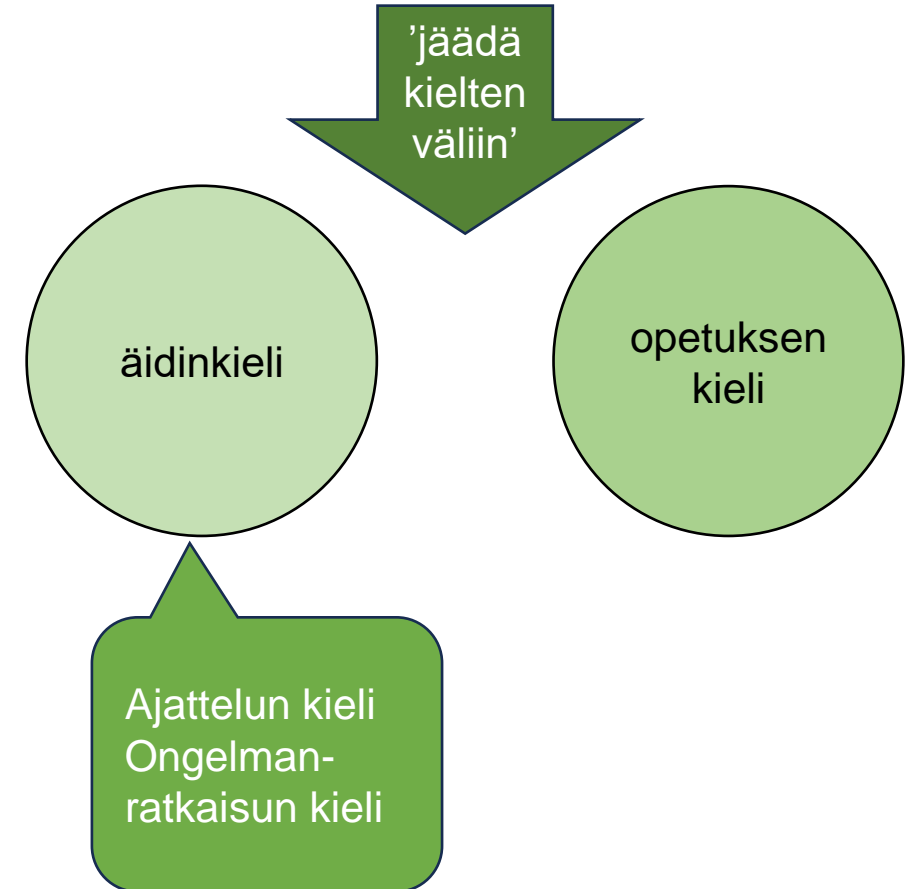 ’jäädä
kielten
väliin’
äidinkieli
opetuksen
kieli
Ajattelun kieli
Ongelman-
ratkaisun kieli